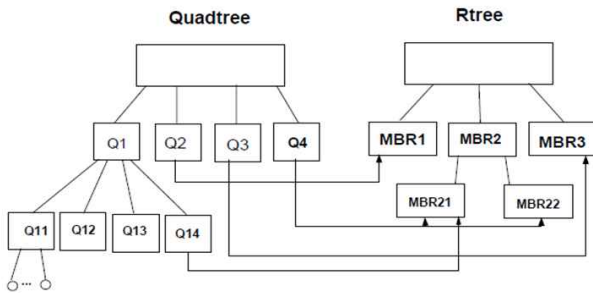 Quadtree
Rtree
Q1
Q2
Q3
Q4
MBR1
MBR2
MBR3
MBR21
MBR22
Q11
Q12
Q13
Q14
...